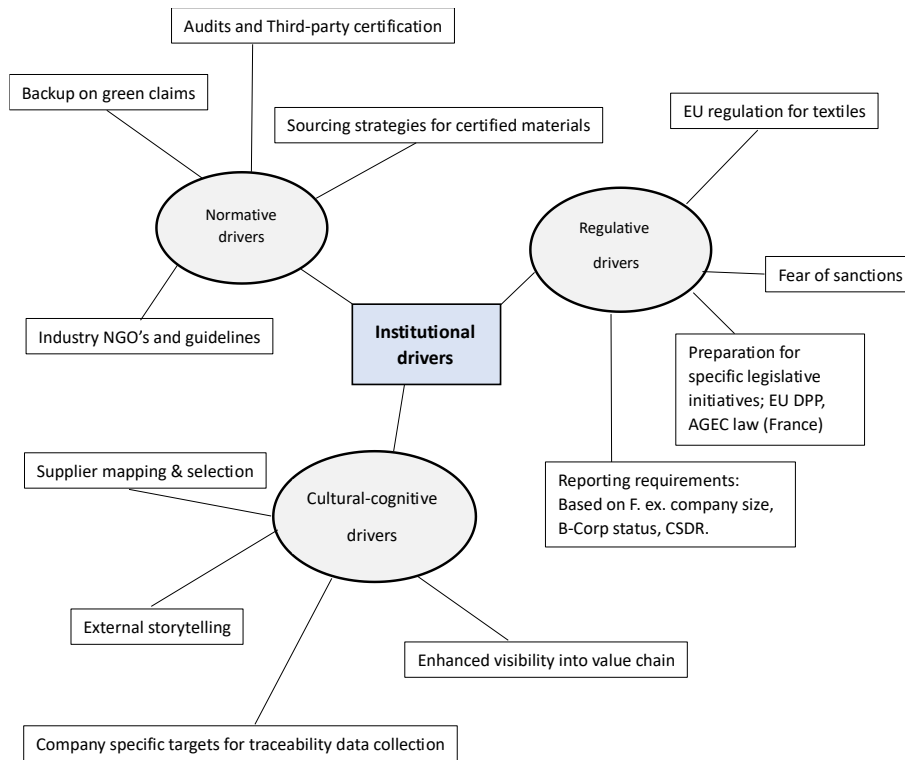 Audits and Third-party certification
Backup on green claims
Sourcing strategies for certified materials
EU regulation for textiles
Normative
drivers
Regulative
drivers
Fear of sanctions
Industry NGO's and guidelines
Institutional
drivers
Preparation for
specific legislative
initiatives; EU DPP,
AGEC law (France)
Supplier mapping & selection
Cultural-cognitive
drivers
Reporting requirements:
Based on F. ex. company size,
B-Corp status, CSDR.
External storytelling
Enhanced visibility into value chain
Company specific targets for traceability data collection